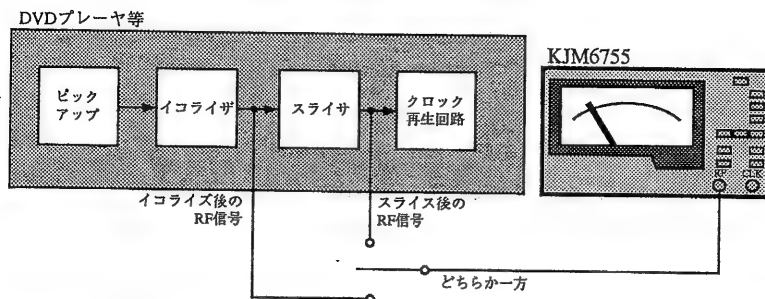 DVDプレーヤ等
KJM6755
ピック
アップ
イコライザ
スライサ
クロック
再生回路
RF
CLK
イコライズ後の
RF信号
スライス後の
RF信号
どちらか一方